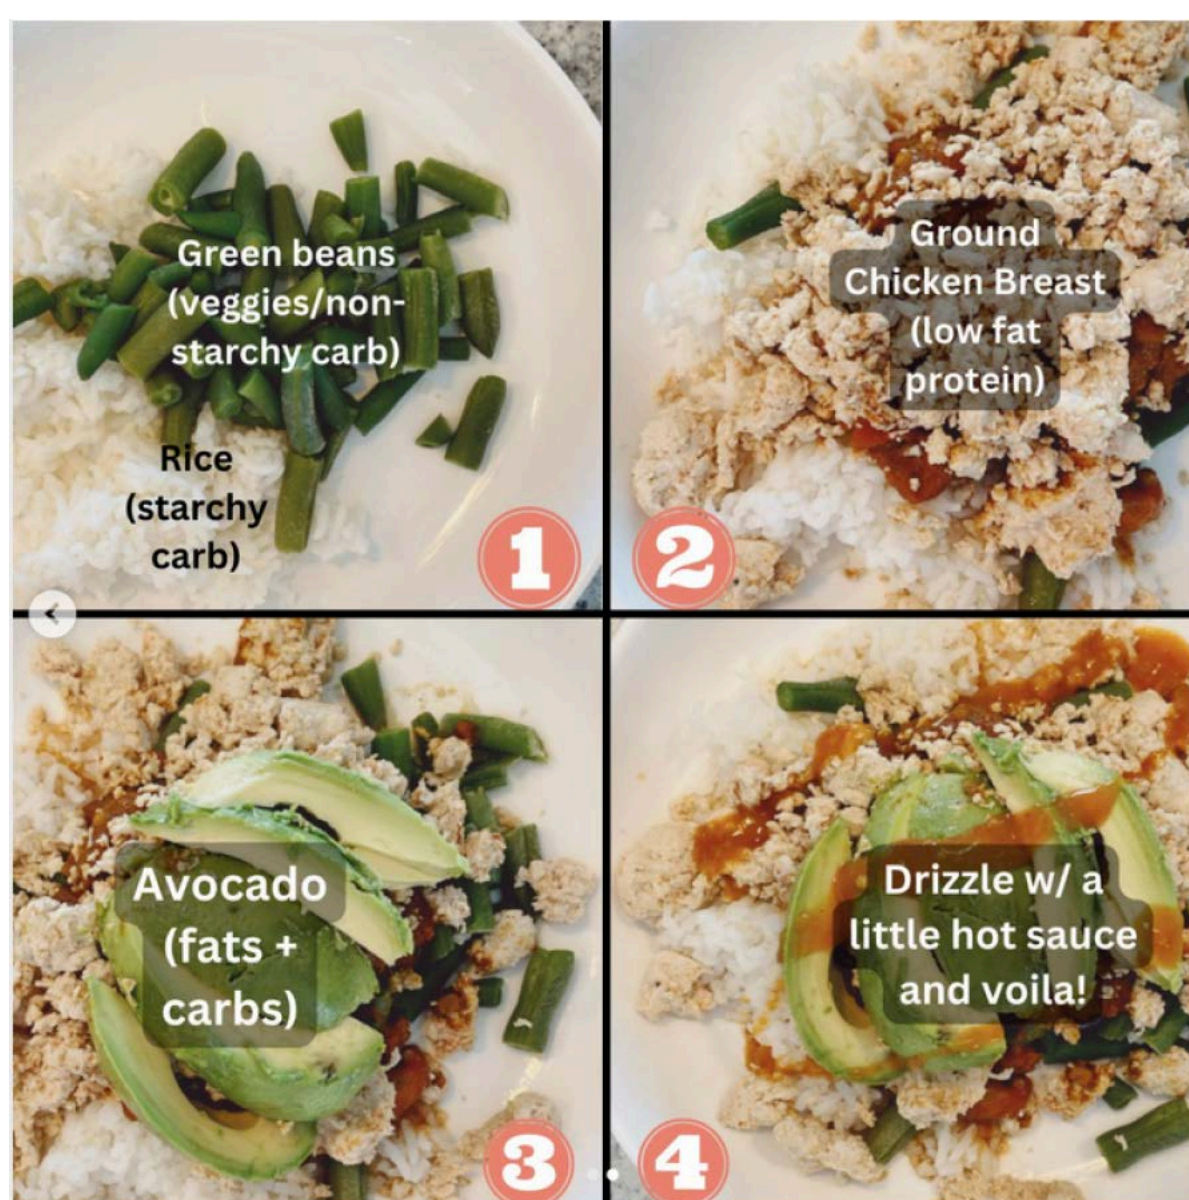 Green beans
(veggies/non-
starchy carb)
Rice
(starchy
carb)
1
Ground
Chicken Breast
(low fat
protein)
2
Avocado
(fats +
carbs)
3
Drizzle w/ a
little hot sauce
and voila!
4